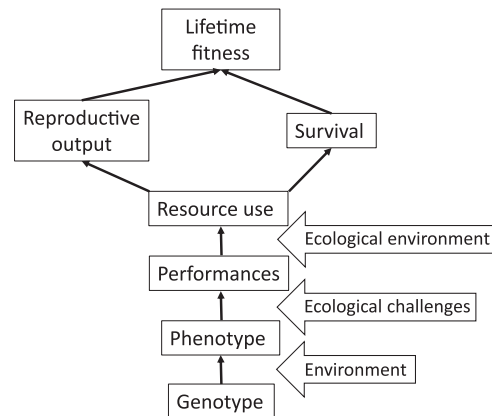 Lifetime
fitness
Reproductive
output
Survival
Resource use
Ecological environment
Performances
Ecological challenges
Phenotype
Environment
Genotype